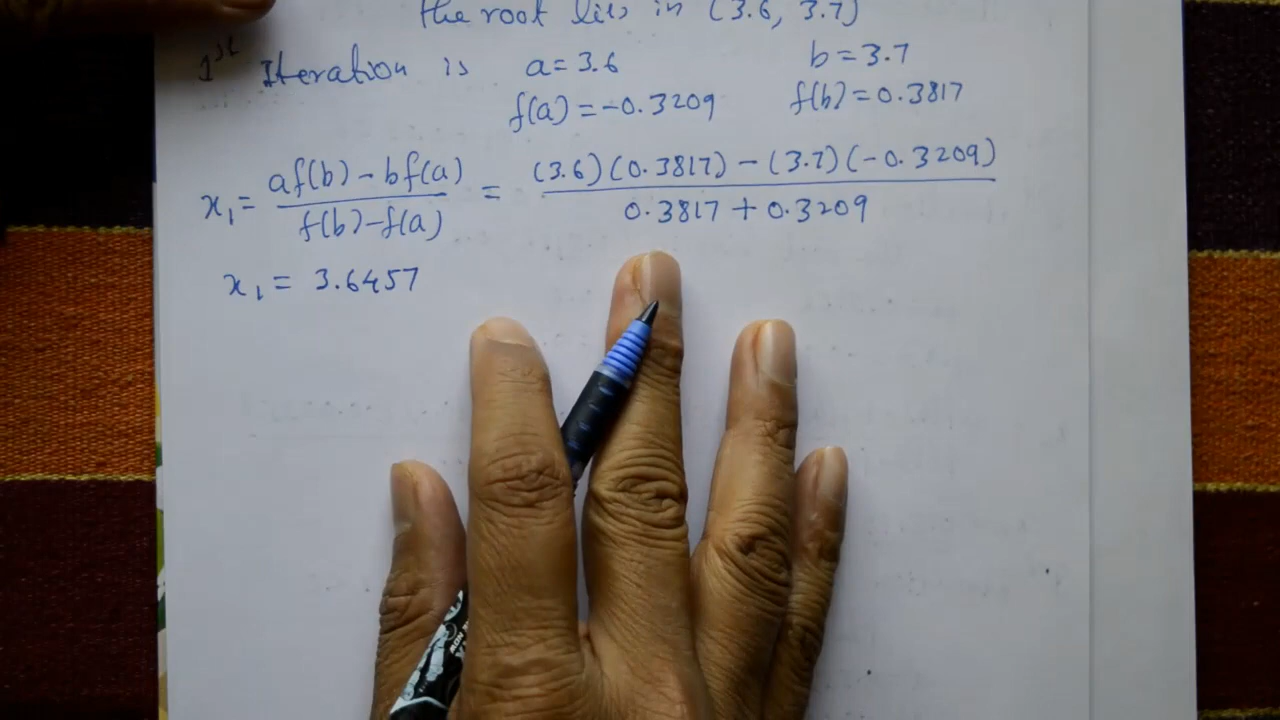 the root lies in (3.6, 3.7)
1st Iteration is a = 3.6 b = 3.7
f(a) = -0.3209 f(b) = 0.3817
x₁ = af(b) - bf(a) / f(b) - f(a) = (3.6)(0.3817) - (3.7)(-0.3209) / 0.3817 + 0.3209
x₁ = 3.6457